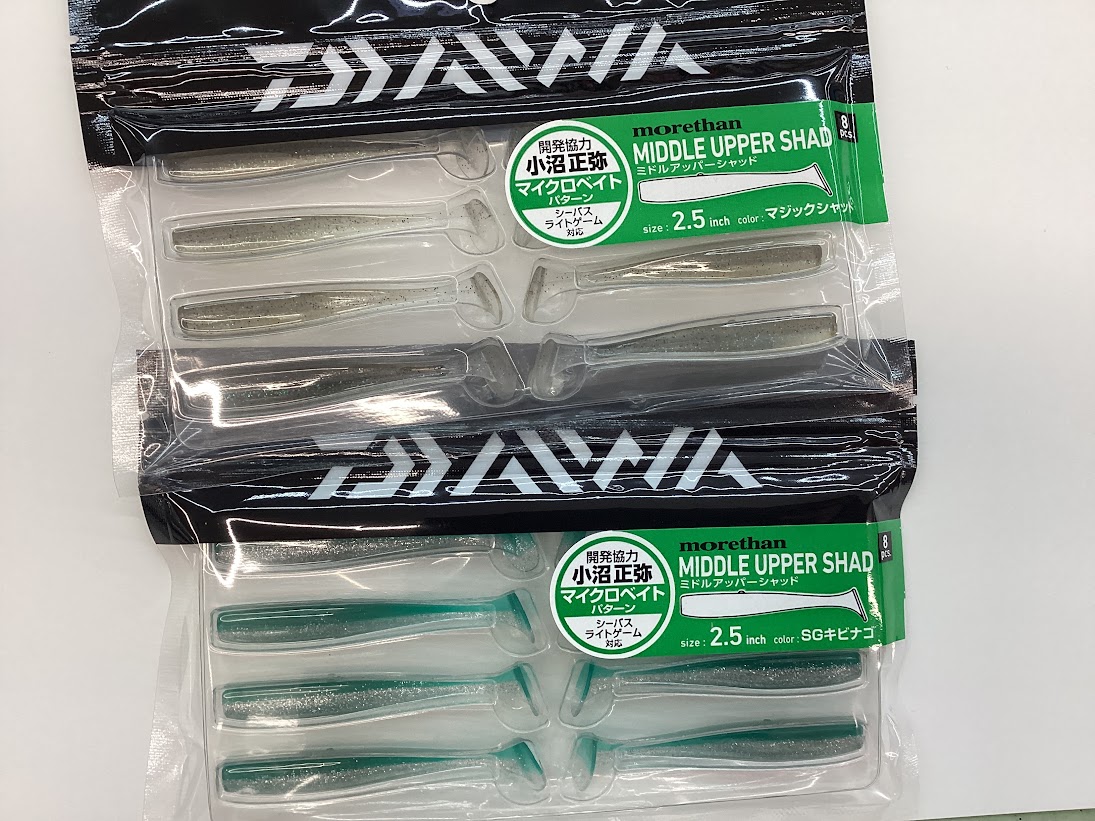 DAIWA
morethan
8 pcs.
MIDDLE UPPER SHAD
ミドルアッパーシャッド
開発協力
小沼正弥
マイクロベイト
パターン
シーバス
ライトゲーム
対応
size : 2.5 inch color : マジックシャッド
DAIWA
morethan
8 pcs.
MIDDLE UPPER SHAD
ミドルアッパーシャッド
開発協力
小沼正弥
マイクロベイト
パターン
シーバス
ライトゲーム
対応
size : 2.5 inch color : SGキビナゴ